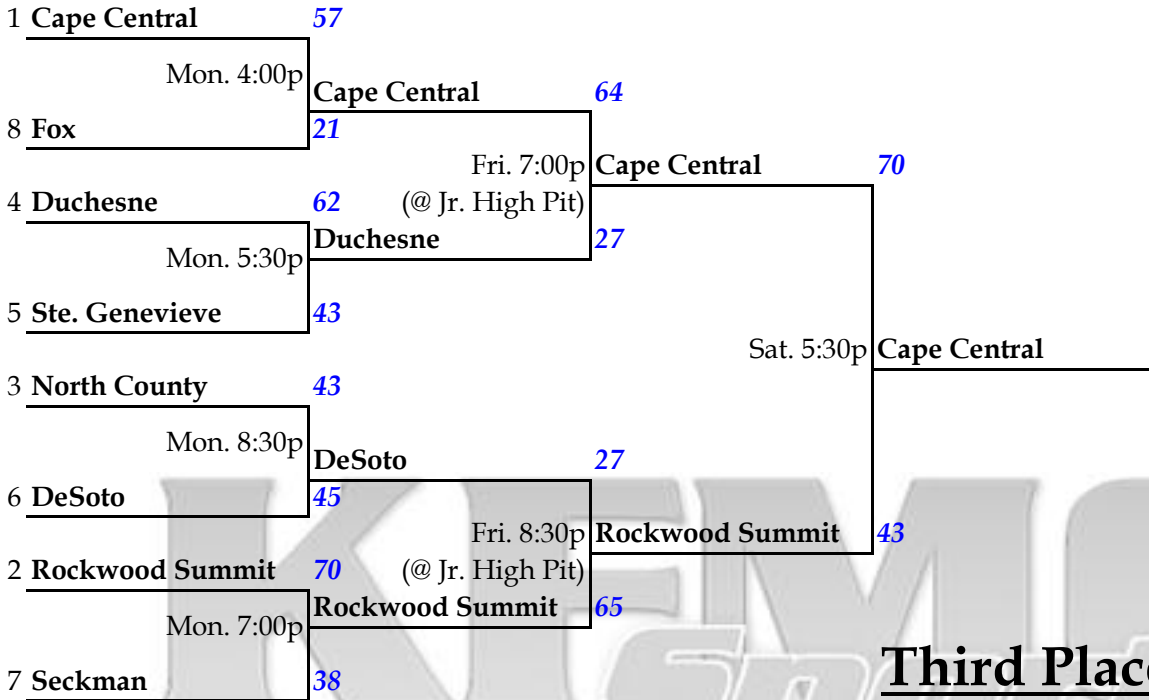 1 Cape Central 57
Mon. 4:00p
Cape Central 64
8 Fox 21
Fri. 7:00p Cape Central 70
4 Duchesne 62 (@ Jr. High Pit)
Duchesne 27
Mon. 5:30p
5 Ste. Genevieve 43
Sat. 5:30p Cape Central
3 North County 43
Mon. 8:30p
DeSoto 27
6 DeSoto 45
Fri. 8:30p Rockwood Summit 43
2 Rockwood Summit 70 (@ Jr. High Pit)
Rockwood Summit 65
Mon. 7:00p
Third Place
7 Seckman 38